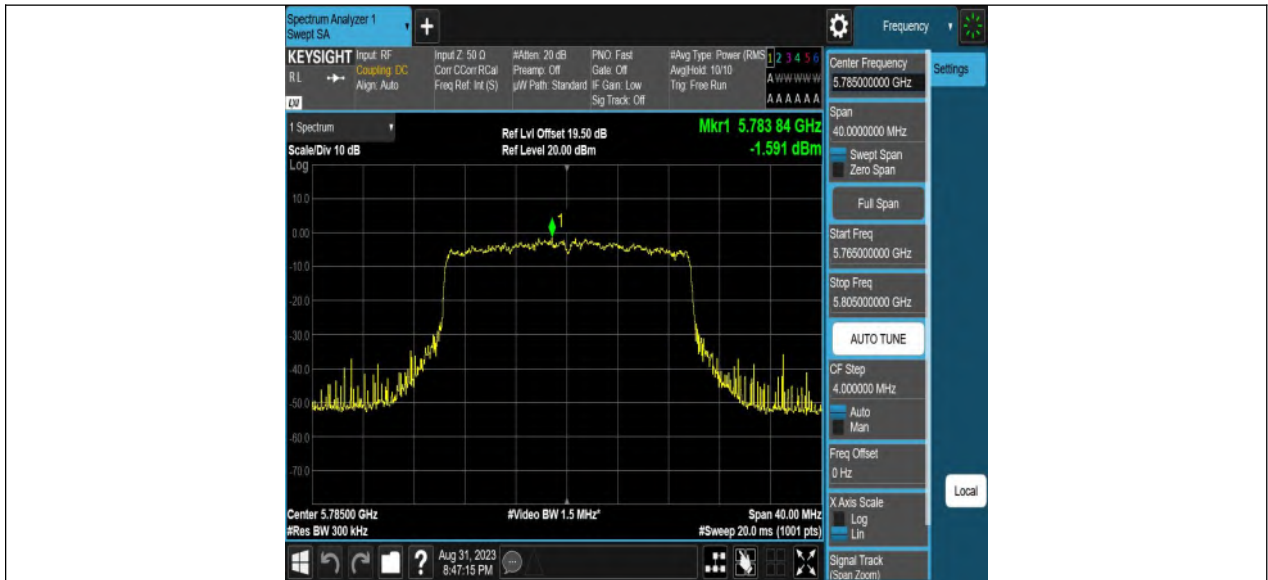 Spectrum Analyzer 1
Swept SA
+
Frequency
KEYSIGHT
RL
LXI
Input: RF
Coupling: DC
Align: Auto
Input Z: 50 Ω
Corr CCorr RCal
Freq Ref: Int (S)
#Atten: 20 dB
Preamp: Off
µW Path: Standard
PNO: Fast
Gate: Off
IF Gain: Low
Sig Track: Off
#Avg Type: Power (RMS
Avg|Hold: 10/10
Trig: Free Run
1 2 3 4 5 6
A W W W W W
A A A A A A
1 Spectrum
Scale/Div 10 dB
Ref Lvl Offset 19.50 dB
Ref Level 20.00 dBm
Mkr1 5.783 84 GHz
-1.591 dBm
Log
10.0
0.00
-10.0
-20.0
-30.0
-40.0
-50.0
-60.0
-70.0
1
Center 5.78500 GHz
#Res BW 300 kHz
#Video BW 1.5 MHz*
Span 40.00 MHz
#Sweep 20.0 ms (1001 pts)
Center Frequency
5.785000000 GHz
Settings
Span
40.0000000 MHz
Swept Span
Zero Span
Full Span
Start Freq
5.765000000 GHz
Stop Freq
5.805000000 GHz
AUTO TUNE
CF Step
4.000000 MHz
Auto
Man
Freq Offset
0 Hz
X Axis Scale
Log
Lin
Signal Track
(Span Zoom)
Local
?
Aug 31, 2023
8:47:15 PM